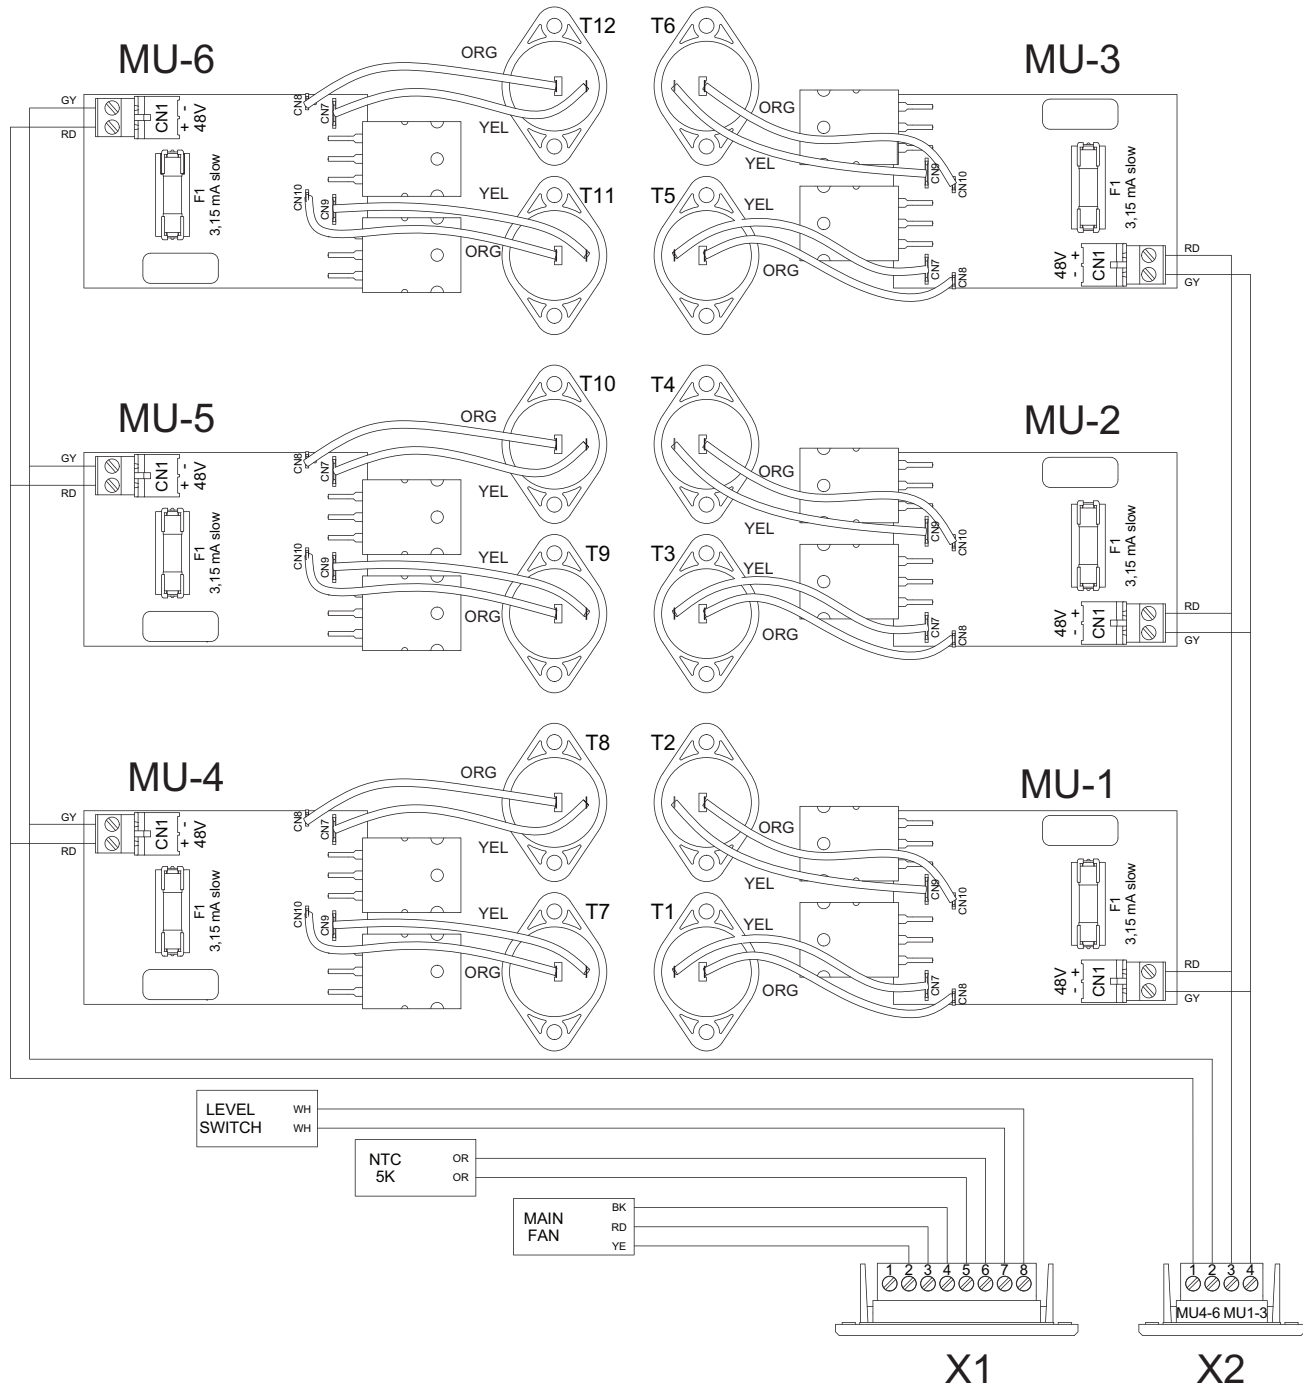 T12
T6
MU-6
ORG
MU-3
GY
RD
CN1
- +
48V
CN8
CN7
YEL
ORG
YEL
CN9
CN10
F1
3,15 mA slow
F1
3,15 mA slow
CN10
CN9
YEL
T11
T5
YEL
ORG
ORG
CN7
CN8
48V
+ -
CN1
RD
GY
T10
T4
MU-5
ORG
MU-2
GY
RD
CN1
- +
48V
CN8
CN7
YEL
ORG
YEL
CN9
CN10
F1
3,15 mA slow
F1
3,15 mA slow
CN10
CN9
YEL
T9
T3
YEL
ORG
ORG
CN7
CN8
48V
+ -
CN1
RD
GY
T8
T2
MU-4
ORG
MU-1
GY
RD
CN1
- +
48V
CN8
CN7
YEL
ORG
YEL
CN9
CN10
F1
3,15 mA slow
F1
3,15 mA slow
CN10
CN9
YEL
T7
T1
YEL
ORG
ORG
CN7
CN8
48V
+ -
CN1
RD
GY
LEVEL
SWITCH
WH
WH
NTC
5K
OR
OR
MAIN
FAN
BK
RD
YE
1 2 3 4 5 6 7 8
1 2 3 4
MU4-6 MU1-3
X1
X2